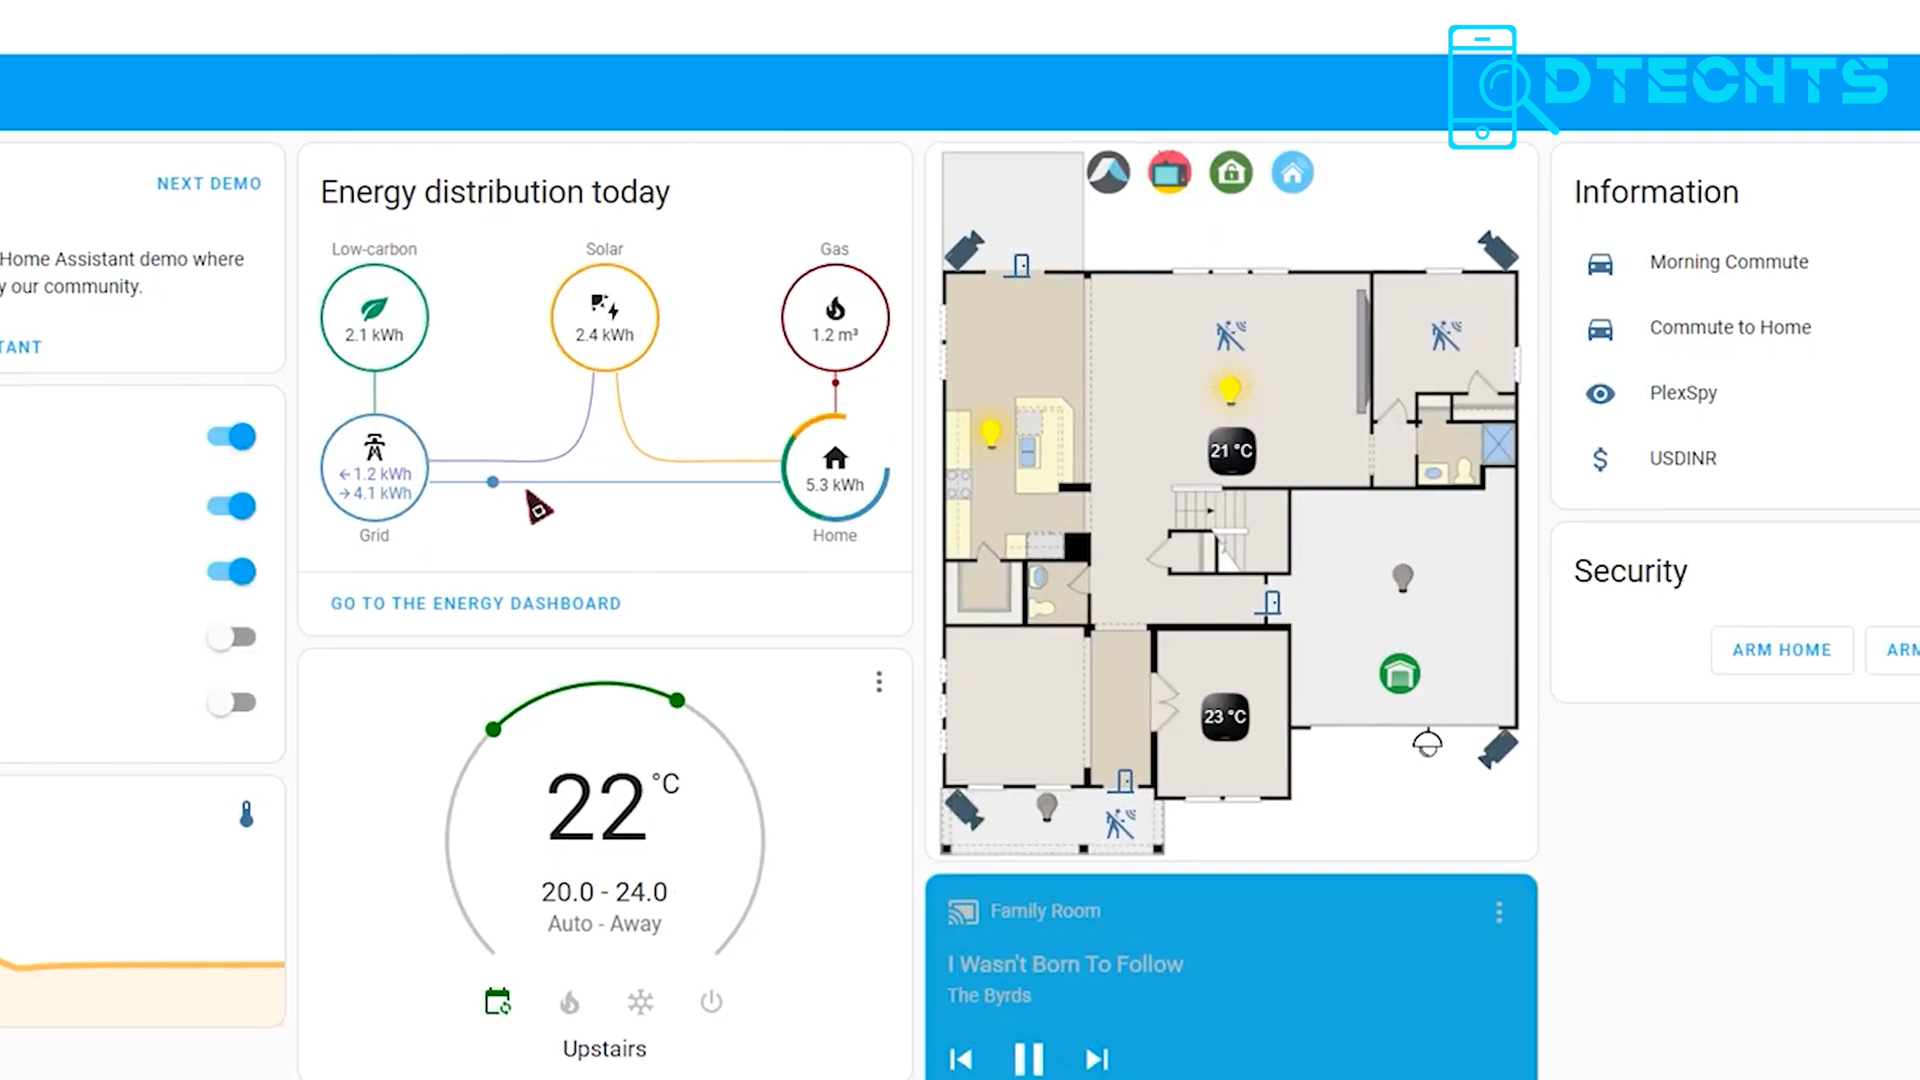 DTECHTS
NEXT DEMO
Home Assistant demo where
y our community.
TANT
Energy distribution today
Low-carbon
Solar
Gas
2.1 kWh
2.4 kWh
1.2 m³
←1.2 kWh
→4.1 kWh
5.3 kWh
Grid
Home
GO TO THE ENERGY DASHBOARD
22 °C
20.0 - 24.0
Auto - Away
Upstairs
21 °C
23 °C
Family Room
I Wasn't Born To Follow
The Byrds
Information
Morning Commute
Commute to Home
PlexSpy
USDINR
Security
ARM HOME
ARM